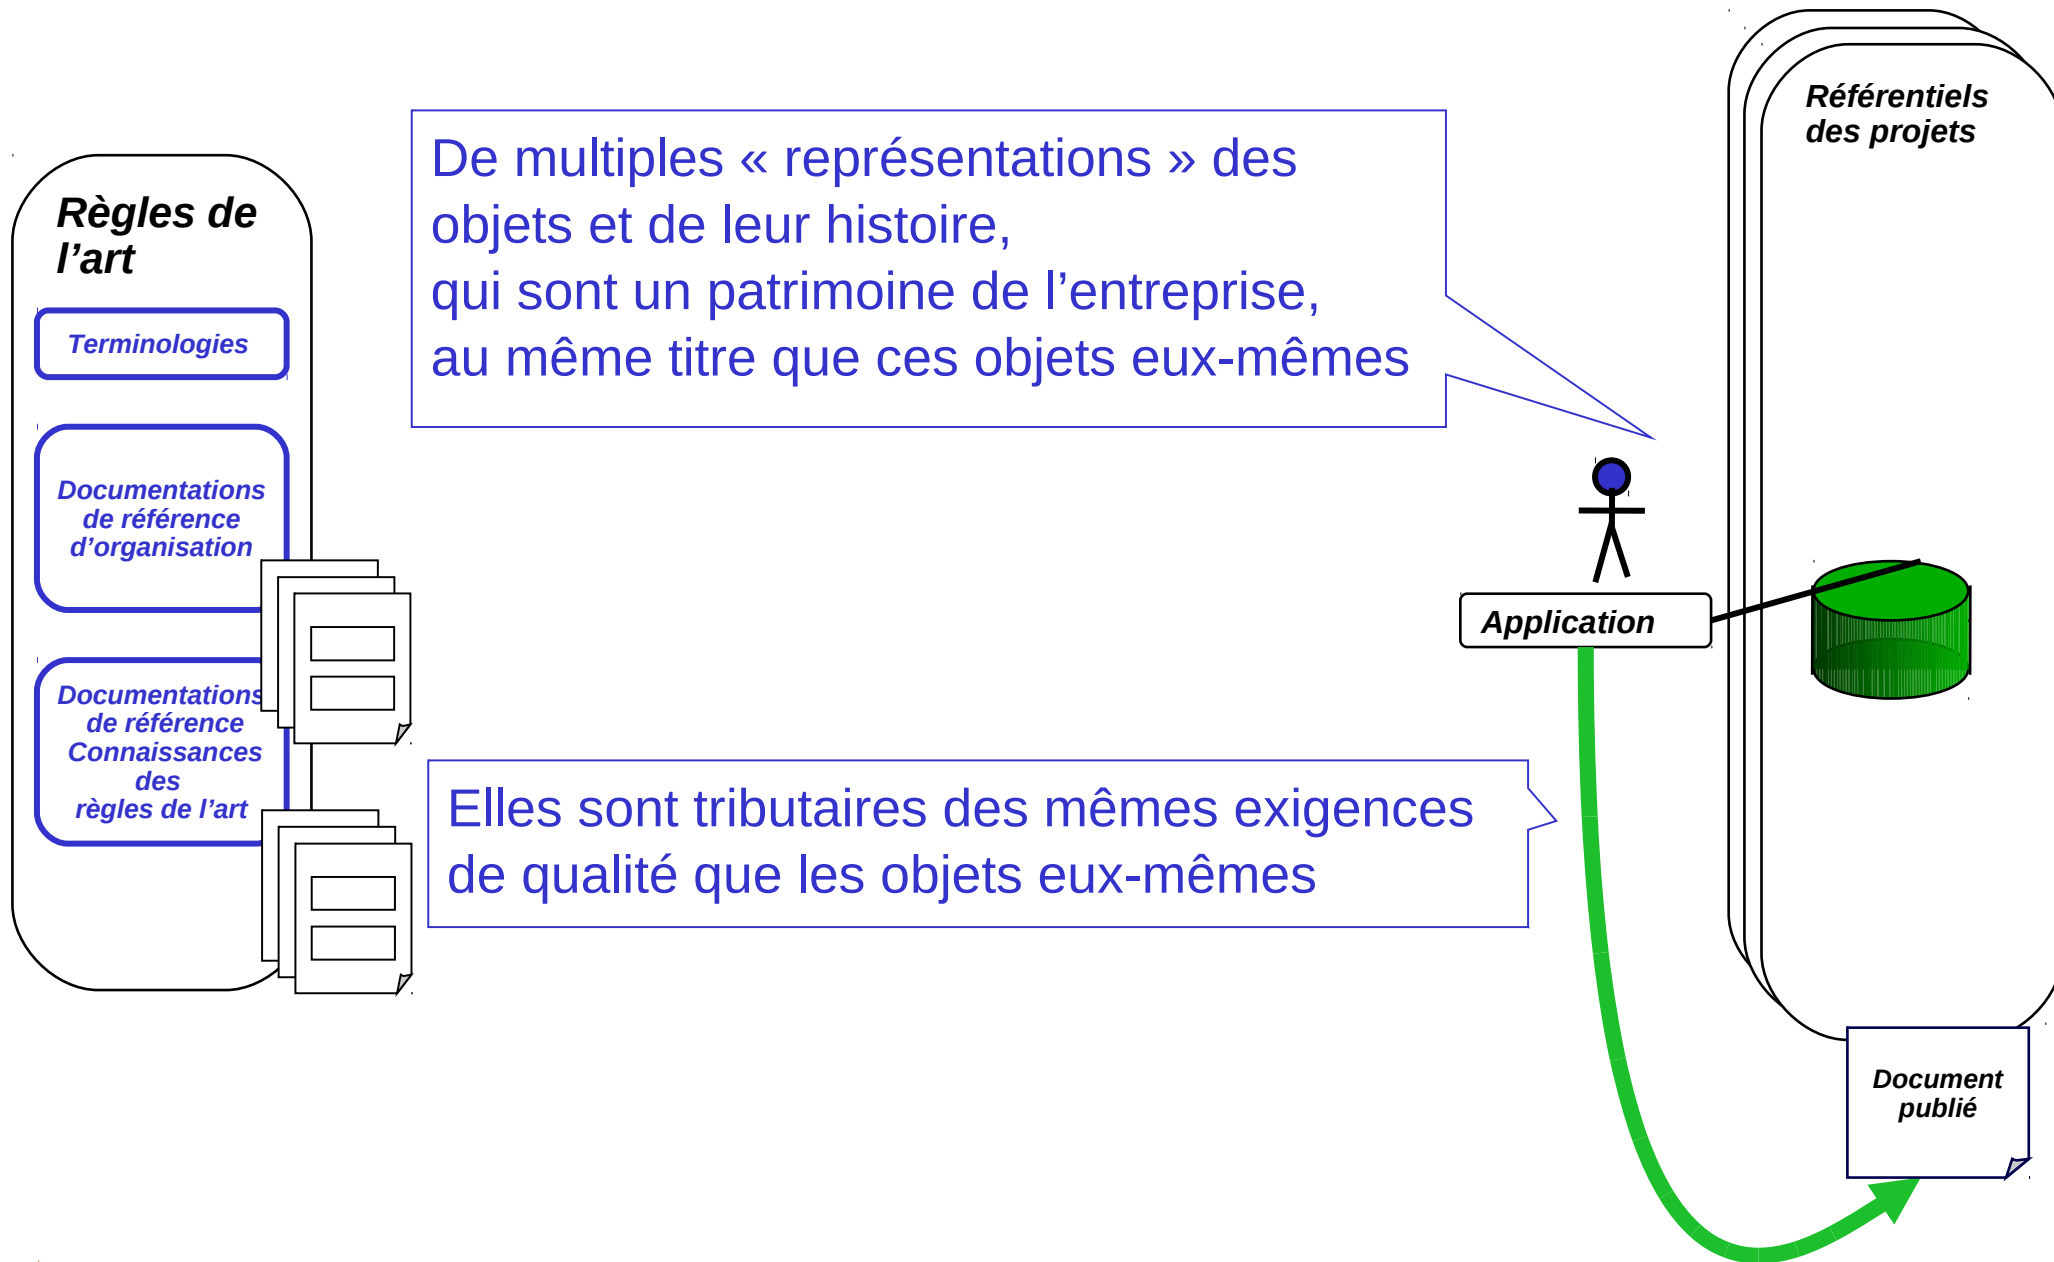 Référentiels
des projets
De multiples « représentations » des
objets et de leur histoire,
qui sont un patrimoine de l’entreprise,
au même titre que ces objets eux-mêmes
Règles de
l’art
Terminologies
Documentations
de référence
d’organisation
Application
Documentations
de référence
Connaissances
des
règles de l’art
Elles sont tributaires des mêmes exigences
de qualité que les objets eux-mêmes
Document
publié